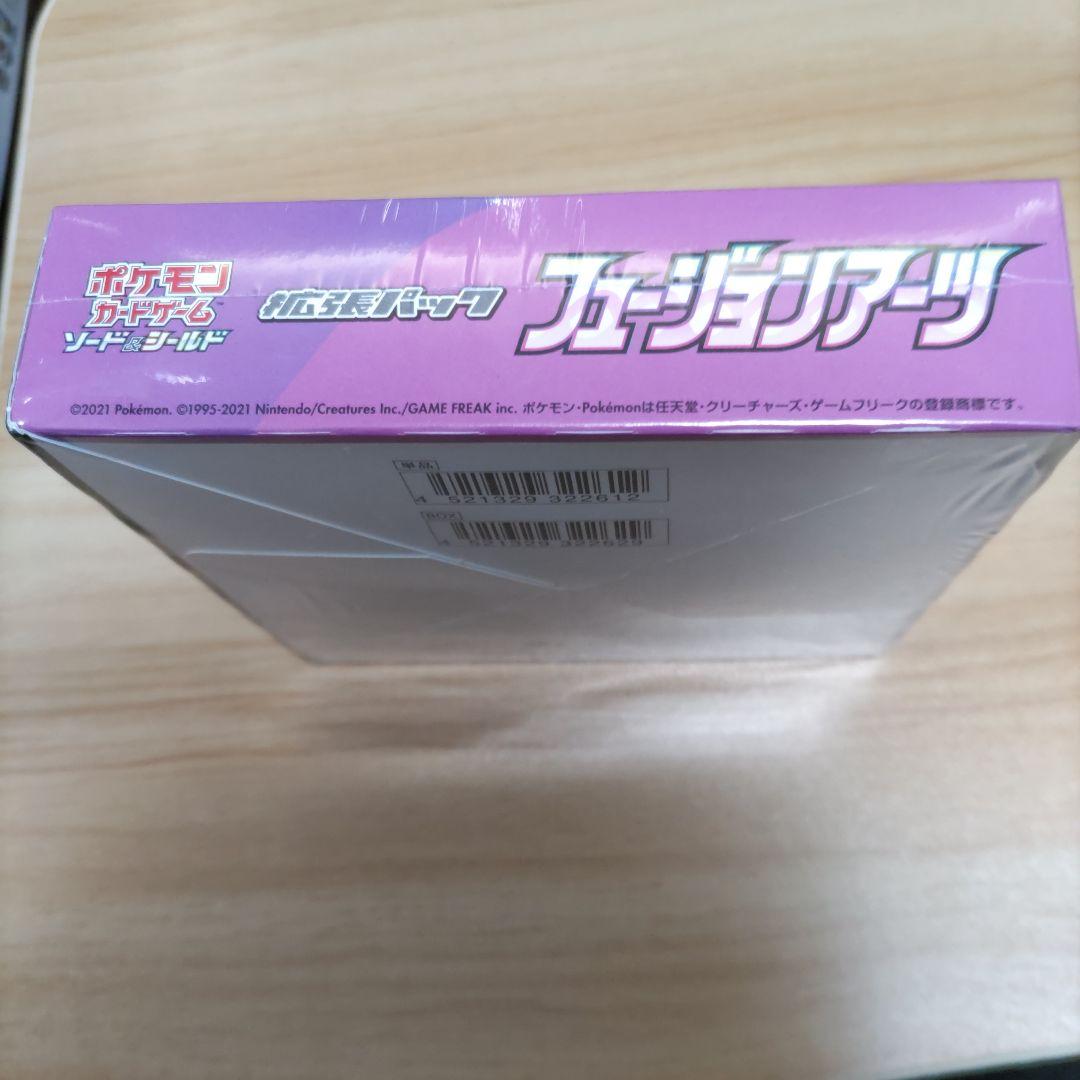 ポケモン
カードゲーム
ソード&シールド
拡張パック
フュージョンアーツ
©2021 Pokémon. ©1995-2021 Nintendo/Creatures Inc./GAME FREAK inc. ポケモン・Pokémonは任天堂・クリーチャーズ・ゲームフリークの登録商標です。
単品
4 521329 322612
BOX
4 521329 322629